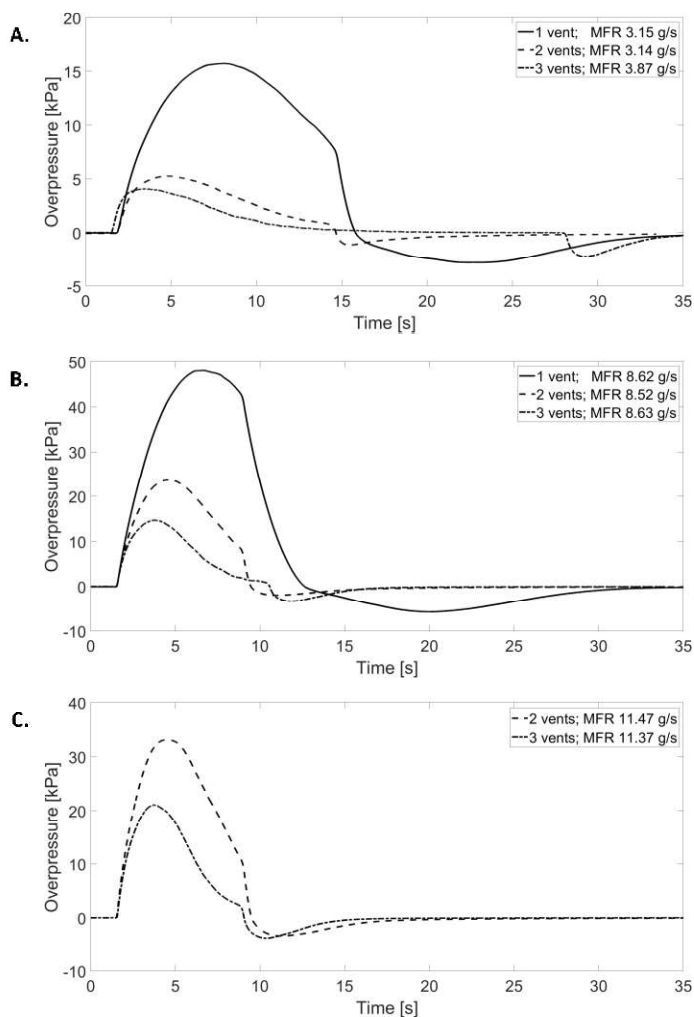 A.
20
15
10
5
0
-5
Overpressure [kPa]
1 vent; MFR 3.15 g/s
2 vents; MFR 3.14 g/s
3 vents; MFR 3.87 g/s
0 5 10 15 20 25 30 35
Time [s]
B.
50
40
30
20
10
0
-10
Overpressure [kPa]
1 vent; MFR 8.62 g/s
2 vents; MFR 8.52 g/s
3 vents; MFR 8.63 g/s
0 5 10 15 20 25 30 35
Time [s]
C.
40
30
20
10
0
-10
Overpressure [kPa]
2 vents; MFR 11.47 g/s
3 vents; MFR 11.37 g/s
0 5 10 15 20 25 30 35
Time [s]